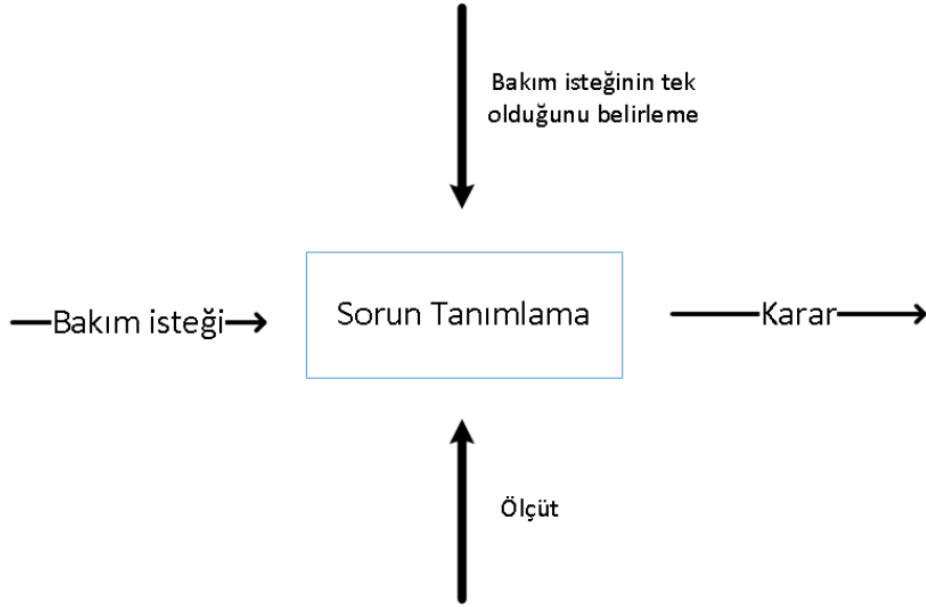 Bakım isteğinin tek
olduğunu belirleme
Bakım isteği
Sorun Tanımlama
Karar
Ölçüt